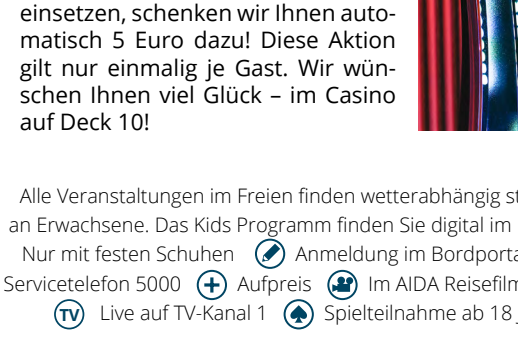 einsetzen, schenken wir Ihnen auto-
matisch 5 Euro dazu! Diese Aktion
gilt nur einmalig je Gast. Wir wün-
schen Ihnen viel Glück – im Casino
auf Deck 10!
Alle Veranstaltungen im Freien finden wetterabhängig st
an Erwachsene. Das Kids Programm finden Sie digital im
Nur mit festen Schuhen Anmeldung im Bordporta
Servicetelefon 5000 + Aufpreis Im AIDA Reisefilm
TV Live auf TV-Kanal 1 Spielteilnahme ab 18 J